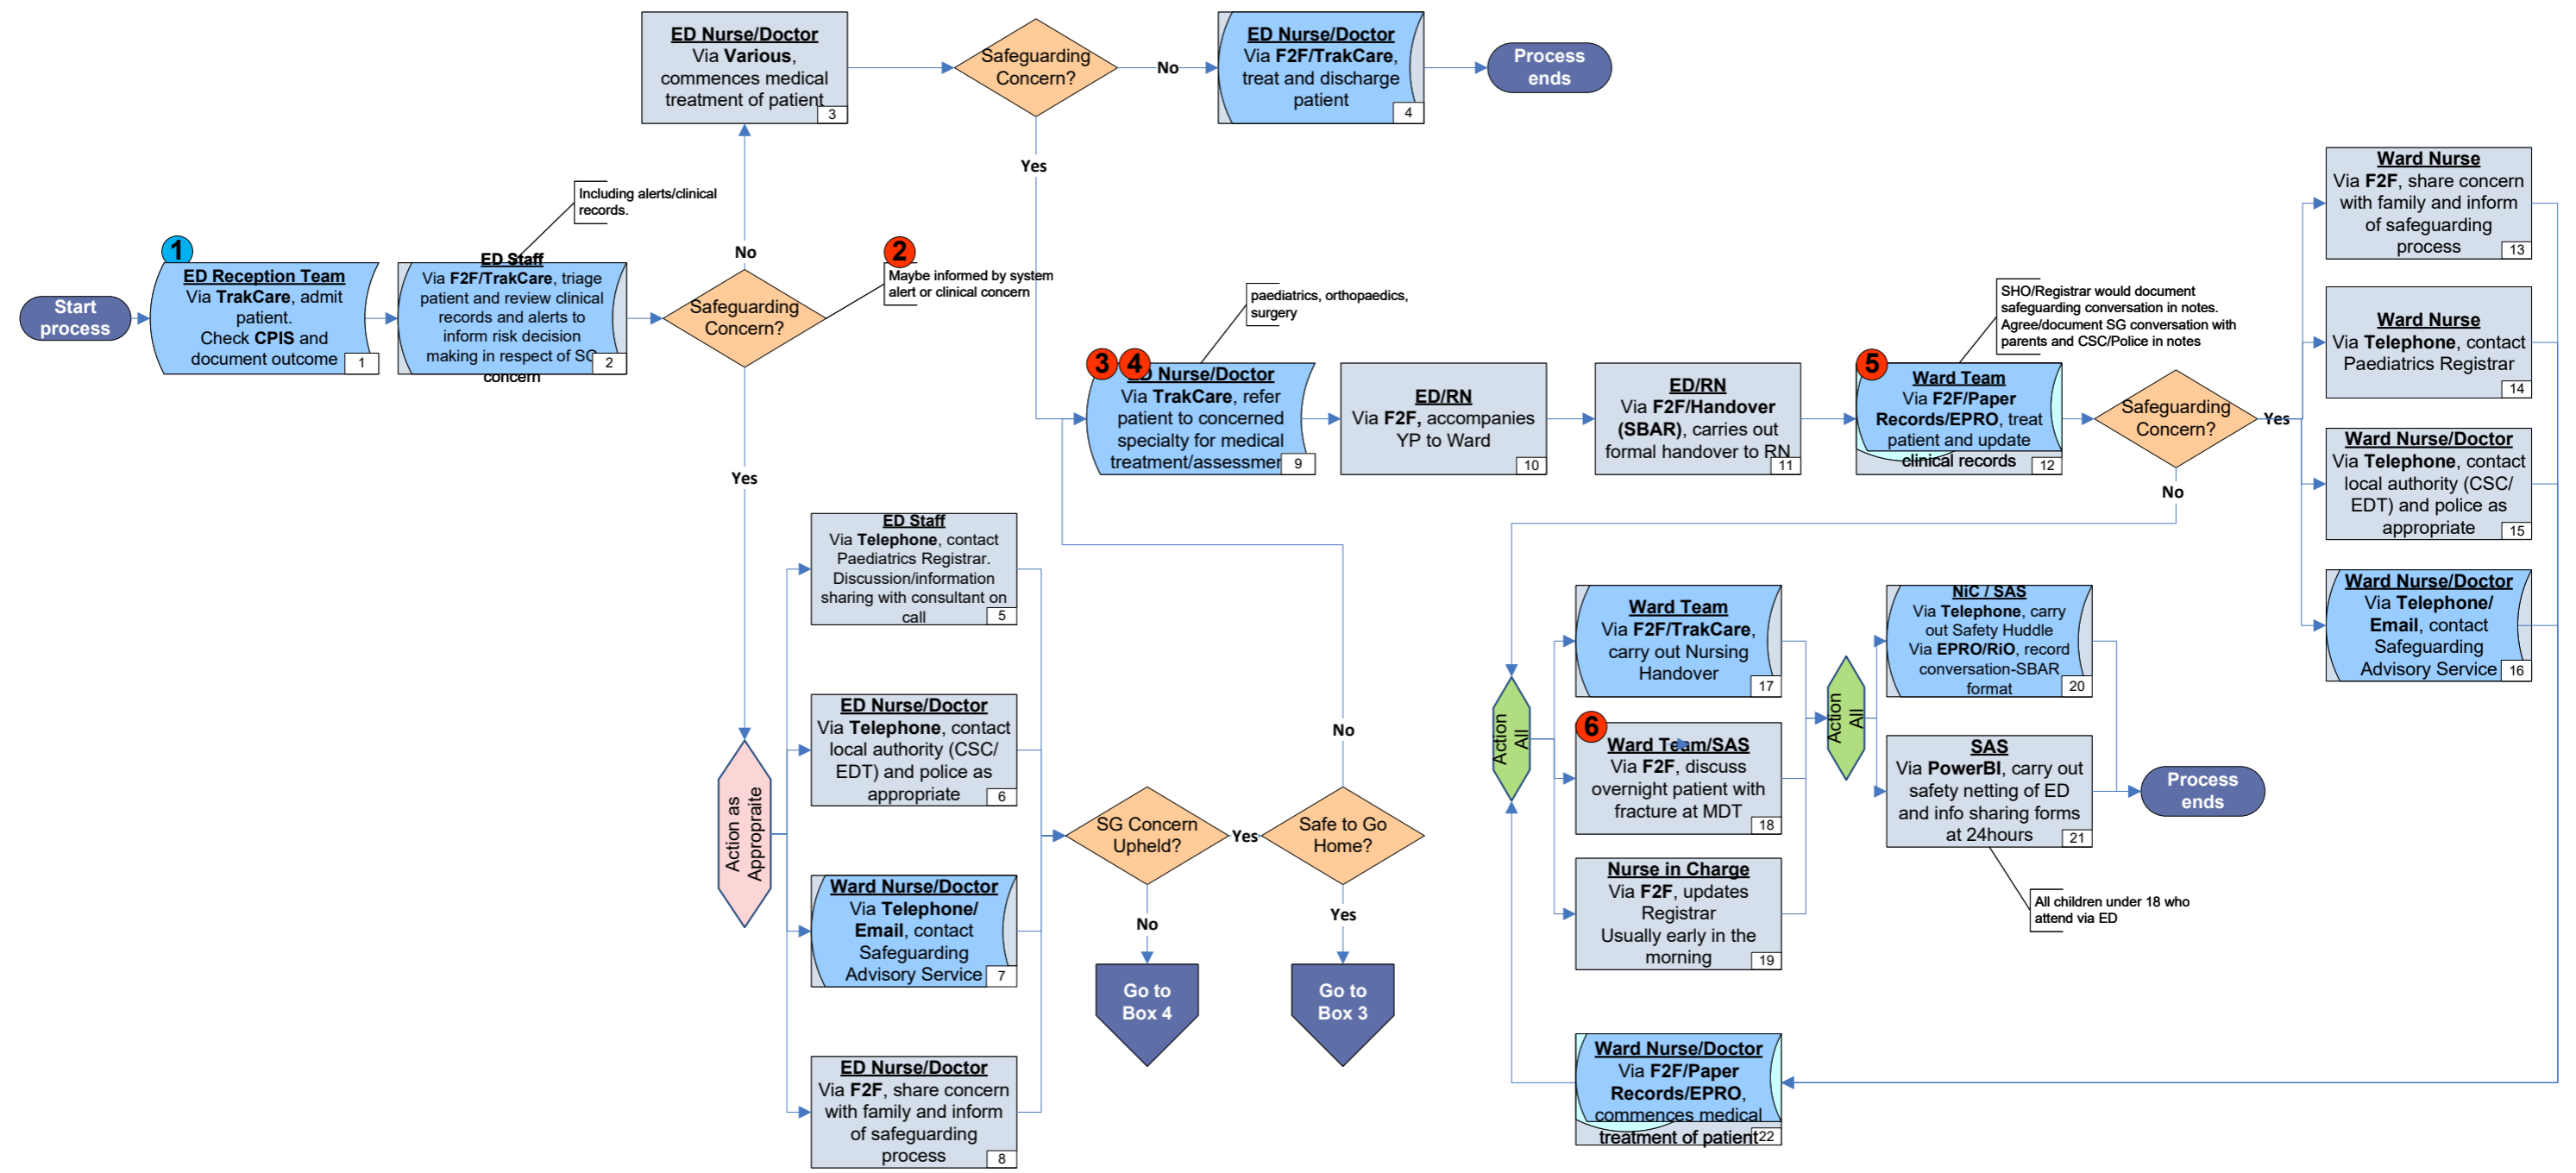 Start
process
1
ED Reception Team
Via TrakCare, admit
patient.
Check CPIS and
document outcome
1
Including alerts/clinical
records.
ED Staff
Via F2F/TrakCare, triage
patient and review clinical
records and alerts to
inform risk decision
making in respect of SG
concern
2
Safeguarding
Concern?
2
Maybe informed by system
alert or clinical concern
No
ED Nurse/Doctor
Via Various,
commences medical
treatment of patient
3
Safeguarding
Concern?
No
ED Nurse/Doctor
Via F2F/TrakCare,
treat and discharge
patient
4
Process
ends
Yes
Yes
Action as
Appropraite
ED Staff
Via Telephone, contact
Paediatrics Registrar.
Discussion/information
sharing with consultant on
call
5
ED Nurse/Doctor
Via Telephone, contact
local authority (CSC/
EDT) and police as
appropriate
6
Ward Nurse/Doctor
Via Telephone/
Email, contact
Safeguarding
Advisory Service
7
ED Nurse/Doctor
Via F2F, share concern
with family and inform
of safeguarding
process
8
SG Concern
Upheld?
Yes
No
Go to
Box 4
Safe to Go
Home?
No
Yes
Go to
Box 3
paediatrics, orthopaedics,
surgery
3
4
ED Nurse/Doctor
Via TrakCare, refer
patient to concerned
specialty for medical
treatment/assessmen
9
ED/RN
Via F2F, accompanies
YP to Ward
10
ED/RN
Via F2F/Handover
(SBAR), carries out
formal handover to RN
11
SHO/Registrar would document
safeguarding conversation in notes.
Agree/document SG conversation with
parents and CSC/Police in notes
5
Ward Team
Via F2F/Paper
Records/EPRO, treat
patient and update
clinical records
12
Safeguarding
Concern?
Yes
No
Ward Nurse
Via F2F, share concern
with family and inform
of safeguarding
process
13
Ward Nurse
Via Telephone, contact
Paediatrics Registrar
14
Ward Nurse/Doctor
Via Telephone, contact
local authority (CSC/
EDT) and police as
appropriate
15
Ward Nurse/Doctor
Via Telephone/
Email, contact
Safeguarding
Advisory Service
16
Action
All
Ward Team
Via F2F/TrakCare,
carry out Nursing
Handover
17
6
Ward Team/SAS
Via F2F, discuss
overnight patient with
fracture at MDT
18
Nurse in Charge
Via F2F, updates
Registrar
Usually early in the
morning
19
Action
All
NiC / SAS
Via Telephone, carry
out Safety Huddle
Via EPRO/RiO, record
conversation-SBAR
format
20
SAS
Via PowerBI, carry out
safety netting of ED
and info sharing forms
at 24hours
21
All children under 18 who
attend via ED
Process
ends
Ward Nurse/Doctor
Via F2F/Paper
Records/EPRO,
commences medical
treatment of patient
22